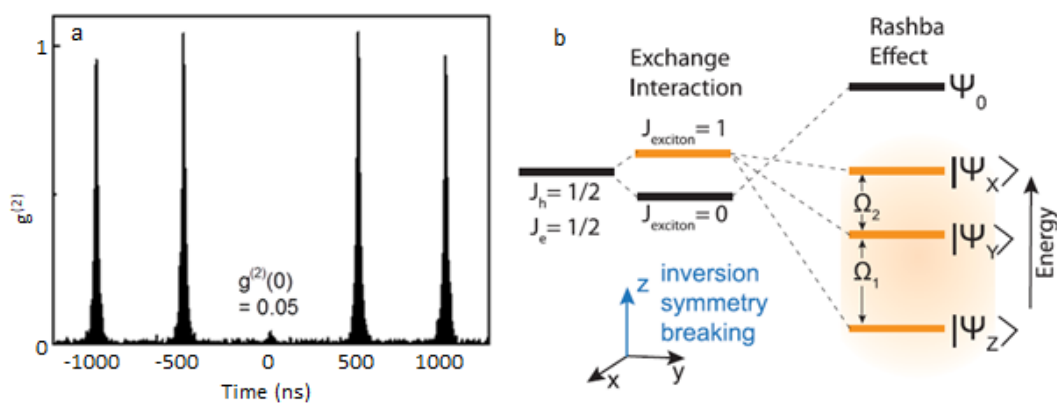 a
1
g(2)
0
g(2)(0)
= 0.05
-1000 -500 0 500 1000
Time (ns)
b
Exchange
Interaction
Rashba
Effect
Ψ0
Jexciton = 1
Jh = 1/2
Je = 1/2
Jexciton = 0
|ΨX⟩
Ω2
|ΨY⟩
Ω1
|ΨZ⟩
Energy
z
inversion
symmetry
breaking
x
y